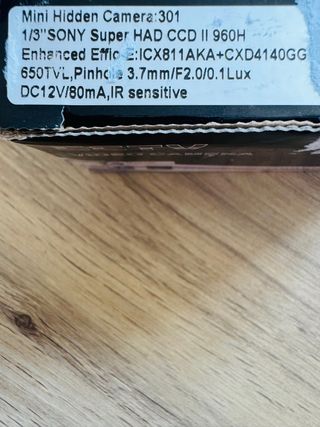 Mini Hidden Camera:301
1/3"SONY Super HAD CCD II 960H
Enhanced Effio-E:ICX811AKA+CXD4140GG
650TVL,Pinhole 3.7mm/F2.0/0.1Lux
DC12V/80mA,IR sensitive